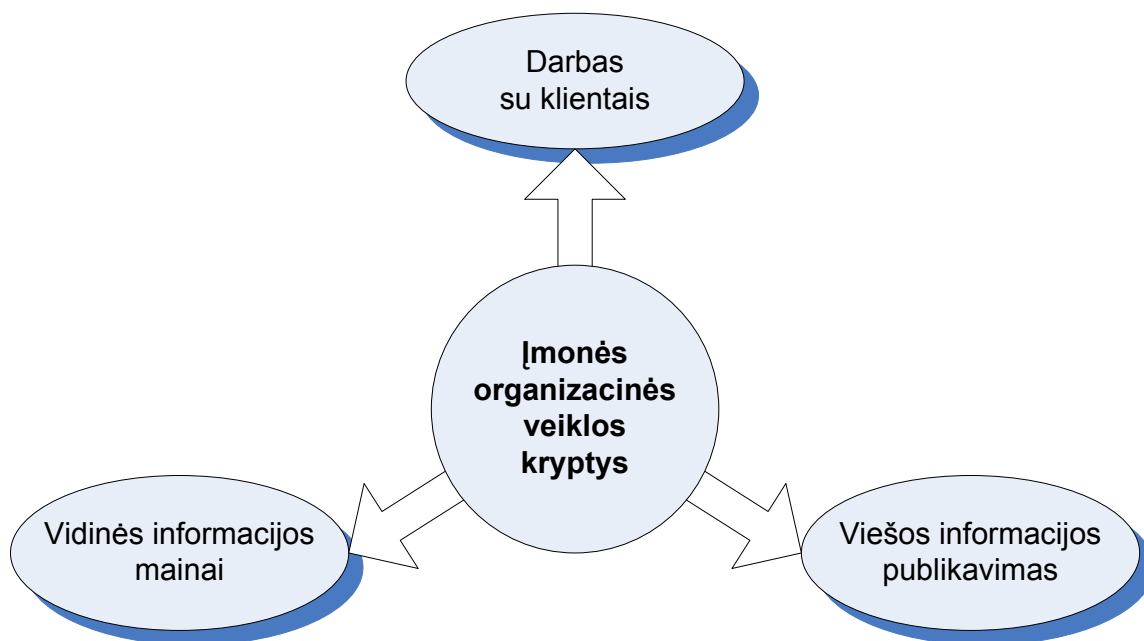 Darbas
su klientais
Įmonės
organizacinės
veiklos
kryptys
Vidinės informacijos
mainai
Viešos informacijos
publikavimas